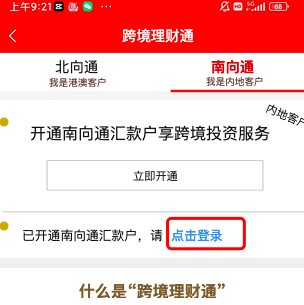 上午9:21 ··· 5G 68
跨境理财通
北向通 南向通
我是港澳客户 我是内地客户
内地客户
开通南向通汇款户享跨境投资服务
立即开通
已开通南向通汇款户，请 点击登录
什么是“跨境理财通”